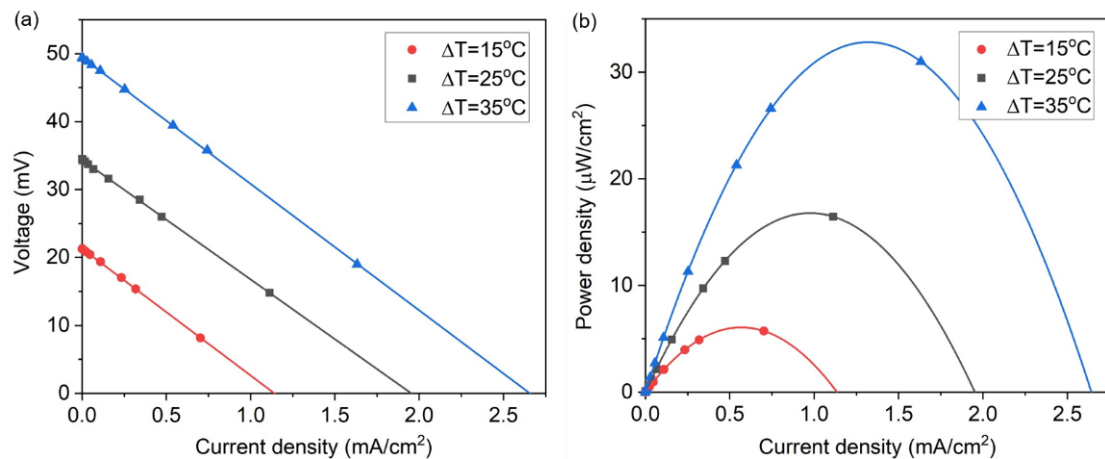 (a)
Voltage (mV)
50
40
30
20
10
0
0.0 0.5 1.0 1.5 2.0 2.5
Current density (mA/cm²)
ΔT=15°C
ΔT=25°C
ΔT=35°C
(b)
Power density (μW/cm²)
30
20
10
0
0.0 0.5 1.0 1.5 2.0 2.5
Current density (mA/cm²)
ΔT=15°C
ΔT=25°C
ΔT=35°C